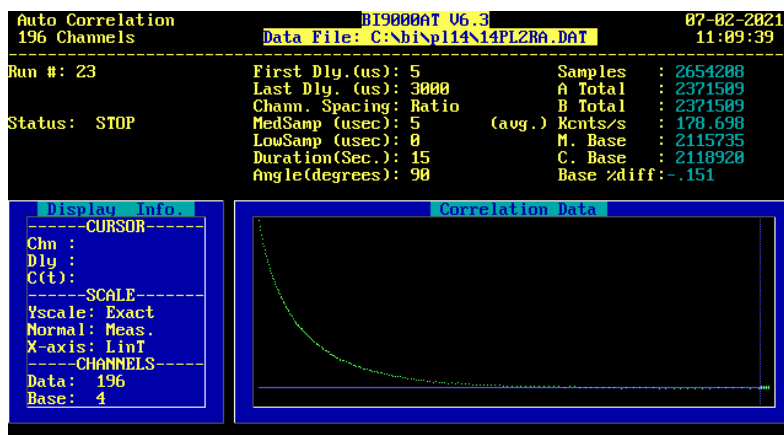 Auto Correlation BI9000AT V6.3 07-02-2021
196 Channels Data File: C:\bi\pl14\14PL2RA.DAT 11:09:39
Run #: 23 First Dly.(us): 5 Samples : 2654208
Last Dly. (us): 3000 A Total : 2371509
Chann. Spacing: Ratio B Total : 2371509
Status: STOP MedSamp (usec): 5 (avg.) Kcnts/s : 178.698
LowSamp (usec): 0 M. Base : 2115735
Duration(Sec.): 15 C. Base : 2118920
Angle(degrees): 90 Base %diff:-.151
Display Info. Correlation Data
------CURSOR------
Chn :
Dly :
C(t):
------SCALE-------
Yscale: Exact
Normal: Meas.
X-axis: LinT
-----CHANNELS-----
Data: 196
Base: 4